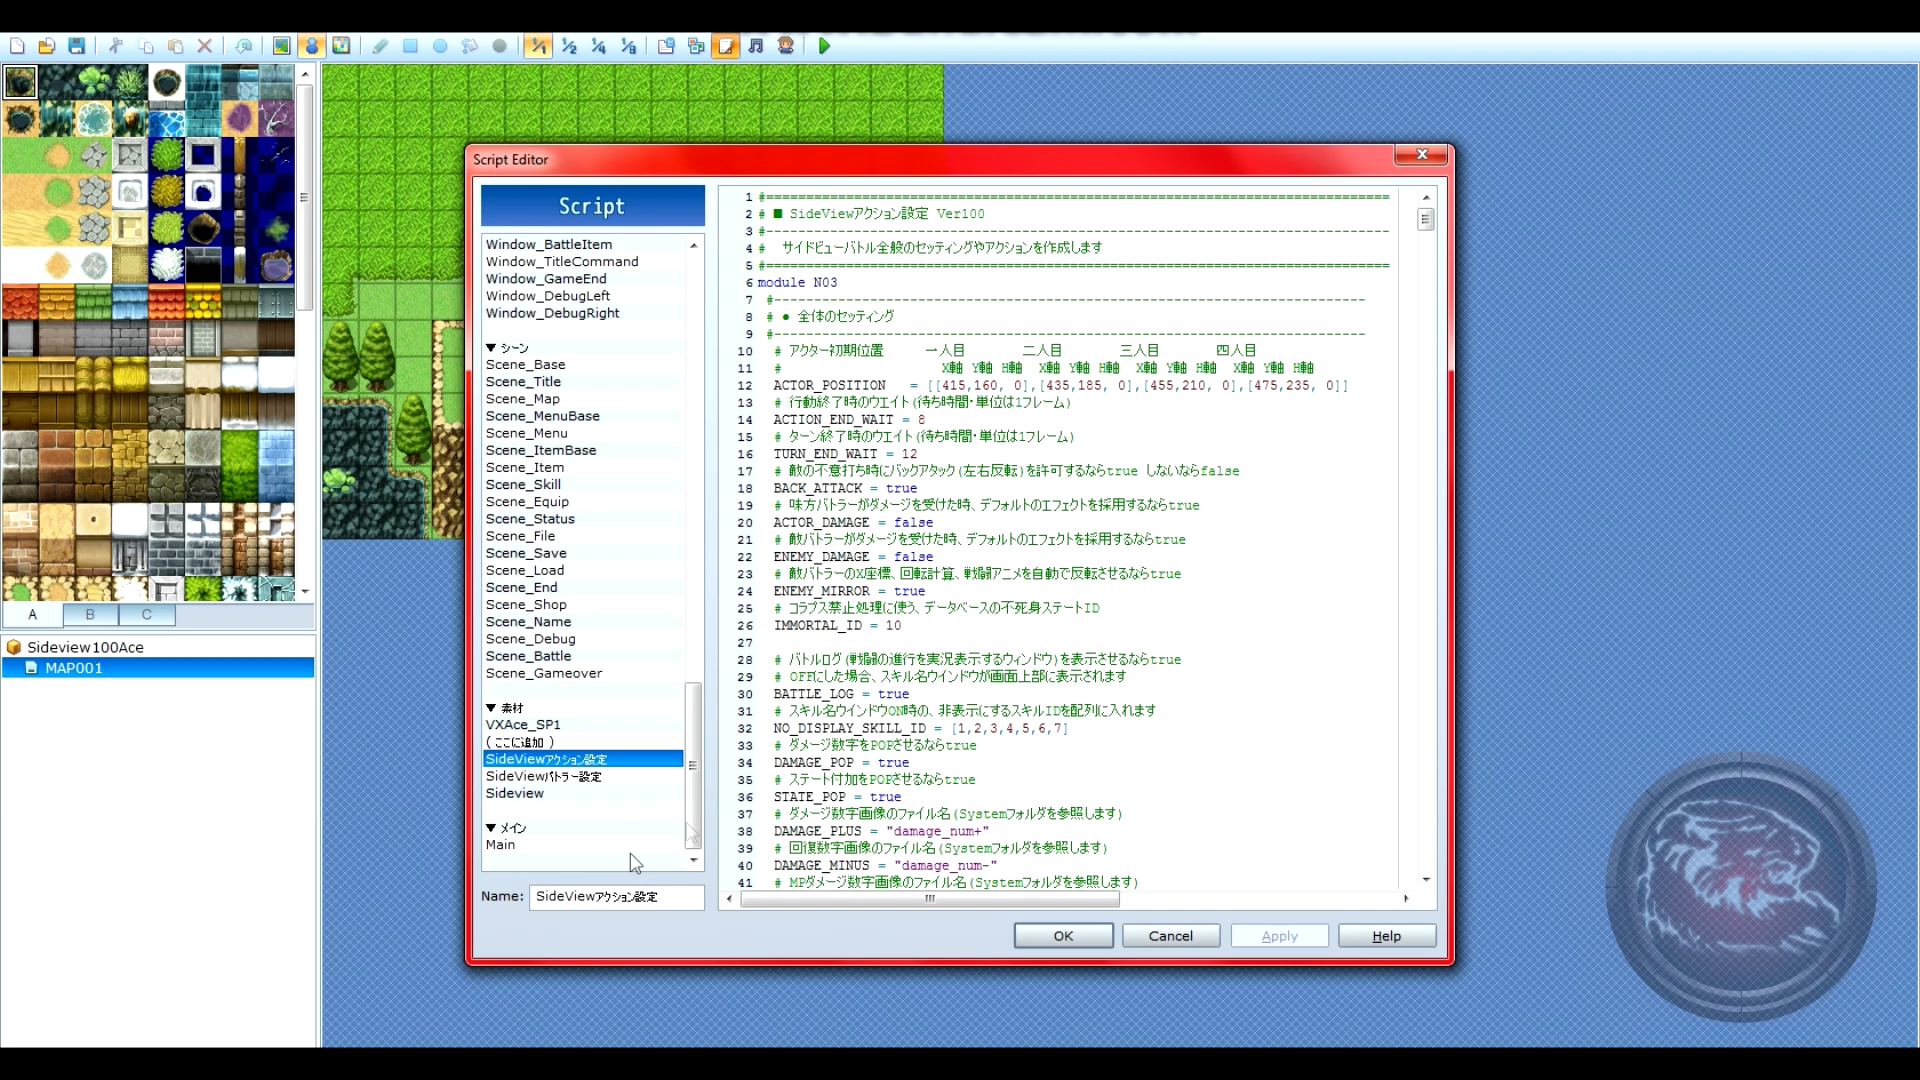 Script Editor
Script
Window_BattleItem
Window_TitleCommand
Window_GameEnd
Window_DebugLeft
Window_DebugRight
▼ シーン
Scene_Base
Scene_Title
Scene_Map
Scene_MenuBase
Scene_Menu
Scene_ItemBase
Scene_Item
Scene_Skill
Scene_Equip
Scene_Status
Scene_File
Scene_Save
Scene_Load
Scene_End
Scene_Shop
Scene_Name
Scene_Debug
Scene_Battle
Scene_Gameover
▼ 素材
VXAce_SP1
( ここに追加 )
SideViewアクション設定
SideViewバトラー設定
Sideview
▼ メイン
Main
Name: SideViewアクション設定
1 #==============================================================================
2 # ■ SideViewアクション設定 Ver100
3 #------------------------------------------------------------------------------
4 #  サイドビューバトル全般のセッティングやアクションを作成します
5 #==============================================================================
6 module N03
7 #--------------------------------------------------------------------------
8 # ● 全体のセッティング
9 #--------------------------------------------------------------------------
10 # アクター初期位置 一人目 二人目 三人目 四人目
11 # X軸 Y軸 H軸 X軸 Y軸 H軸 X軸 Y軸 H軸 X軸 Y軸 H軸
12 ACTOR_POSITION = [[415,160, 0],[435,185, 0],[455,210, 0],[475,235, 0]]
13 # 行動終了時のウエイト(待ち時間・単位は1フレーム)
14 ACTION_END_WAIT = 8
15 # ターン終了時のウエイト(待ち時間・単位は1フレーム)
16 TURN_END_WAIT = 12
17 # 敵の不意打ち時にバックアタック(左右反転)を許可するならtrue しないならfalse
18 BACK_ATTACK = true
19 # 味方バトラーがダメージを受けた時、デフォルトのエフェクトを採用するならtrue
20 ACTOR_DAMAGE = false
21 # 敵バトラーがダメージを受けた時、デフォルトのエフェクトを採用するならtrue
22 ENEMY_DAMAGE = false
23 # 敵バトラーのX座標、回転計算、戦闘アニメを自動で反転させるならtrue
24 ENEMY_MIRROR = true
25 # コラプス禁止処理に使う、データベースの不死身ステートID
26 IMMORTAL_ID = 10
27
28 # バトルログ(戦闘の進行を実況表示するウィンドウ)を表示させるならtrue
29 # OFFにした場合、スキル名ウインドウが画面上部に表示されます
30 BATTLE_LOG = true
31 # スキル名ウインドウON時の、非表示にするスキルIDを配列に入れます
32 NO_DISPLAY_SKILL_ID = [1,2,3,4,5,6,7]
33 # ダメージ数字をPOPさせるならtrue
34 DAMAGE_POP = true
35 # ステート付加をPOPさせるならtrue
36 STATE_POP = true
37 # ダメージ数字画像のファイル名(Systemフォルダを参照します)
38 DAMAGE_PLUS = "damage_num+"
39 # 回復数字画像のファイル名(Systemフォルダを参照します)
40 DAMAGE_MINUS = "damage_num-"
41 # MPダメージ数字画像のファイル名(Systemフォルダを参照します)
OK
Cancel
Apply
Help
A
B
C
Sideview100Ace
MAP001
1/1
1/2
1/4
1/8